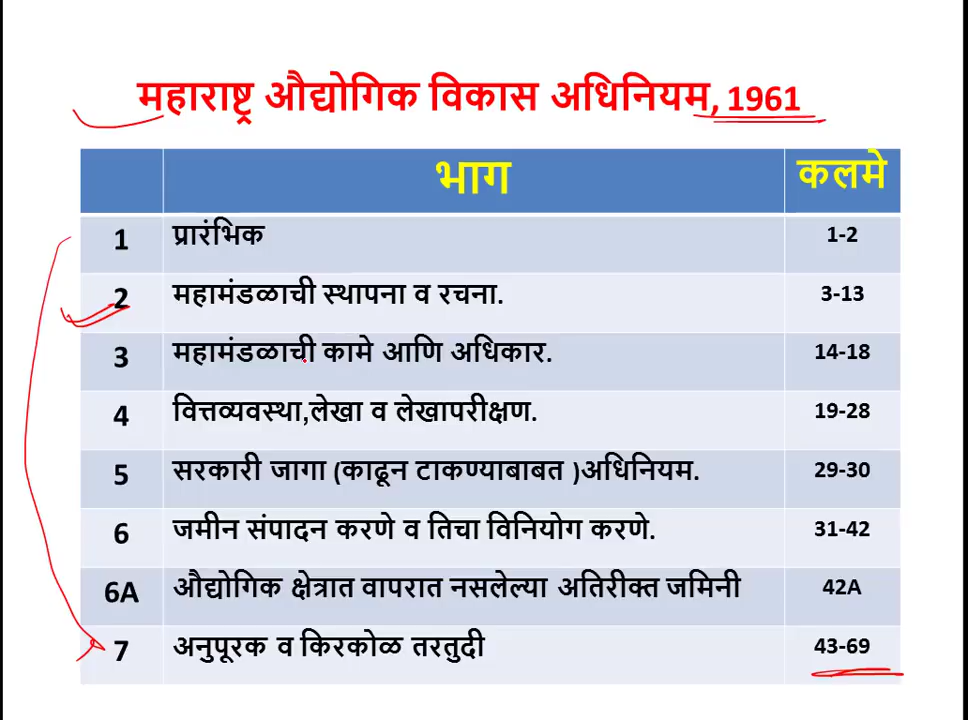 महाराष्ट्र औद्योगिक विकास अधिनियम, 1961
भाग कलमे
1 प्रारंभिक 1-2
2 महामंडळाची स्थापना व रचना. 3-13
3 महामंडळाची कामे आणि अधिकार. 14-18
4 वित्तव्यवस्था,लेखा व लेखापरीक्षण. 19-28
5 सरकारी जागा (काढून टाकण्याबाबत )अधिनियम. 29-30
6 जमीन संपादन करणे व तिचा विनियोग करणे. 31-42
6A औद्योगिक क्षेत्रात वापरात नसलेल्या अतिरीक्त जमिनी 42A
7 अनुपूरक व किरकोळ तरतुदी 43-69